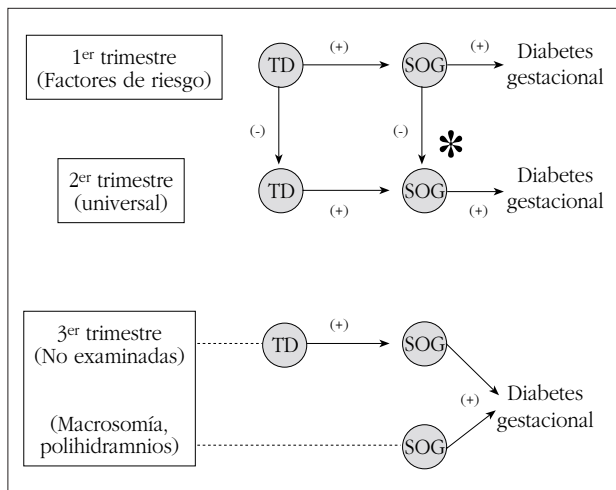 1er trimestre
(Factores de riesgo)
TD
(+)
SOG
(+)
Diabetes
gestacional
(-)
(-)
*
2er trimestre
(universal)
TD
(+)
SOG
(+)
Diabetes
gestacional
3er trimestre
(No examinadas)
TD
(+)
SOG
(+)
Diabetes
gestacional
(Macrosomía,
polihidramnios)
SOG